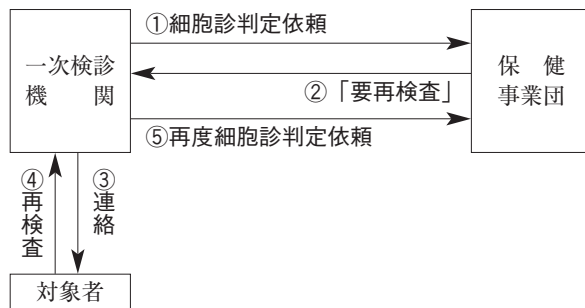 ①細胞診判定依頼
一次検診
機　　関
保　健
事業団
②「要再検査」
⑤再度細胞診判定依頼
④再検査
③連絡
対象者